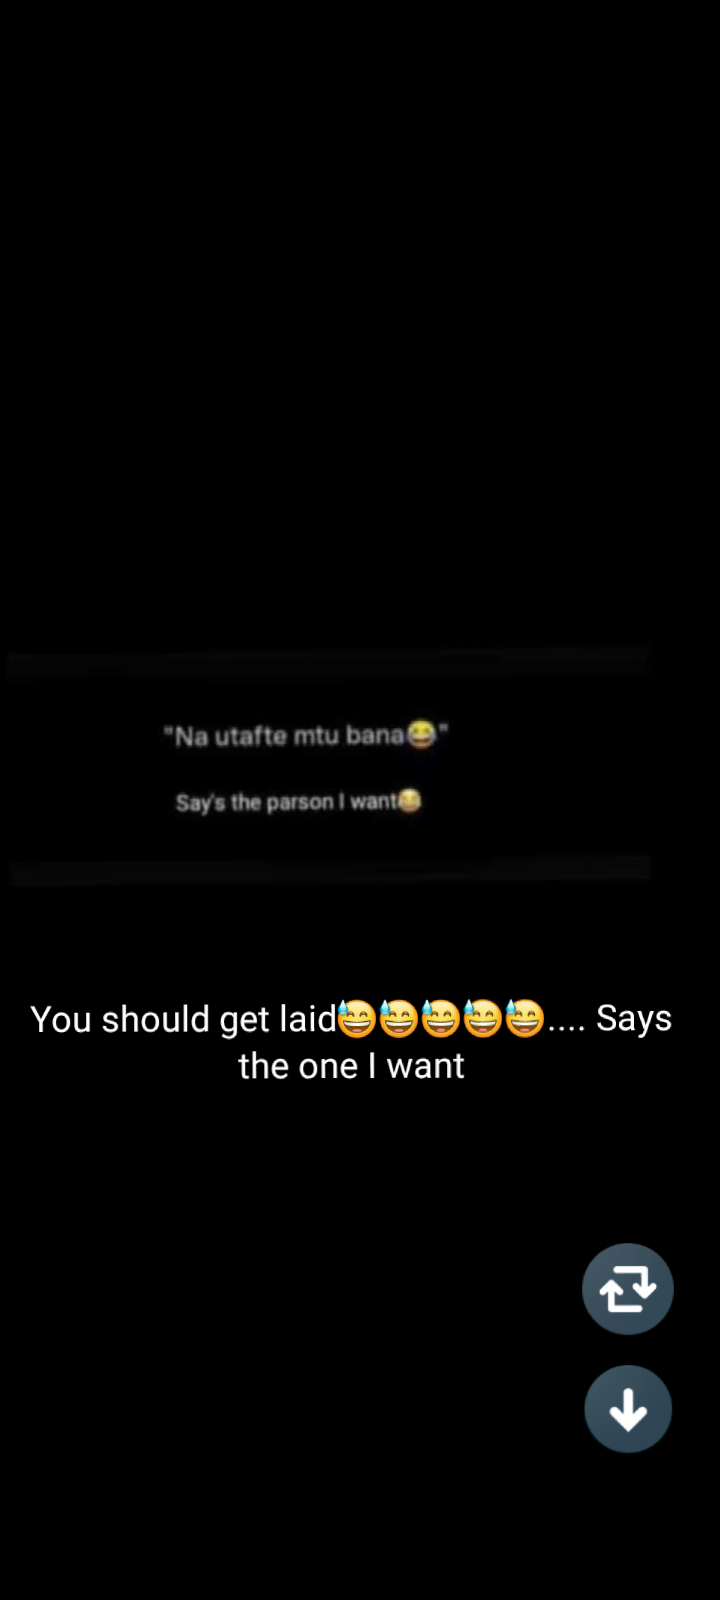 "Na utafte mtu bana😄"
Say's the parson I want😄
You should get laid😅😅😅😅😅.... Says
the one I want